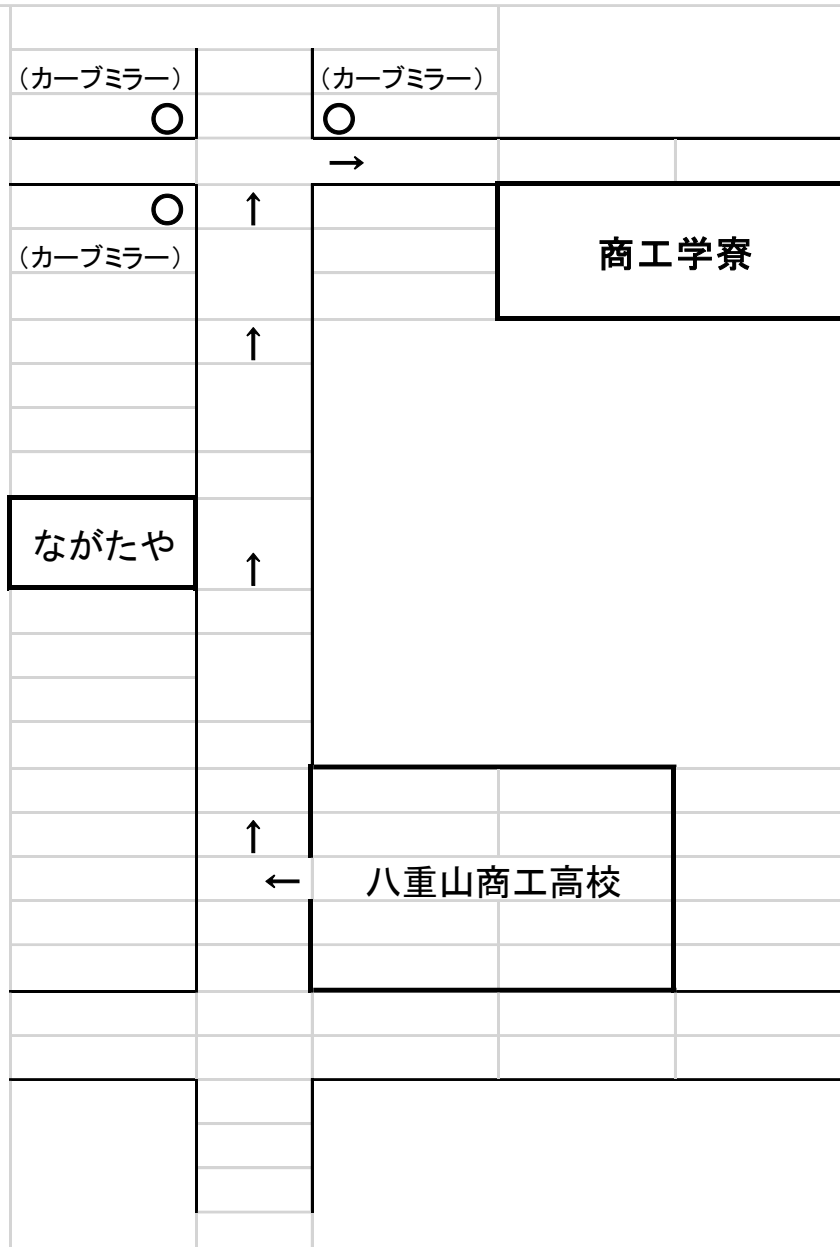 （カーブミラー） （カーブミラー）
○ ○
→
○ ↑
（カーブミラー）
商工学寮
↑
ながたや
↑
↑
← 八重山商工高校